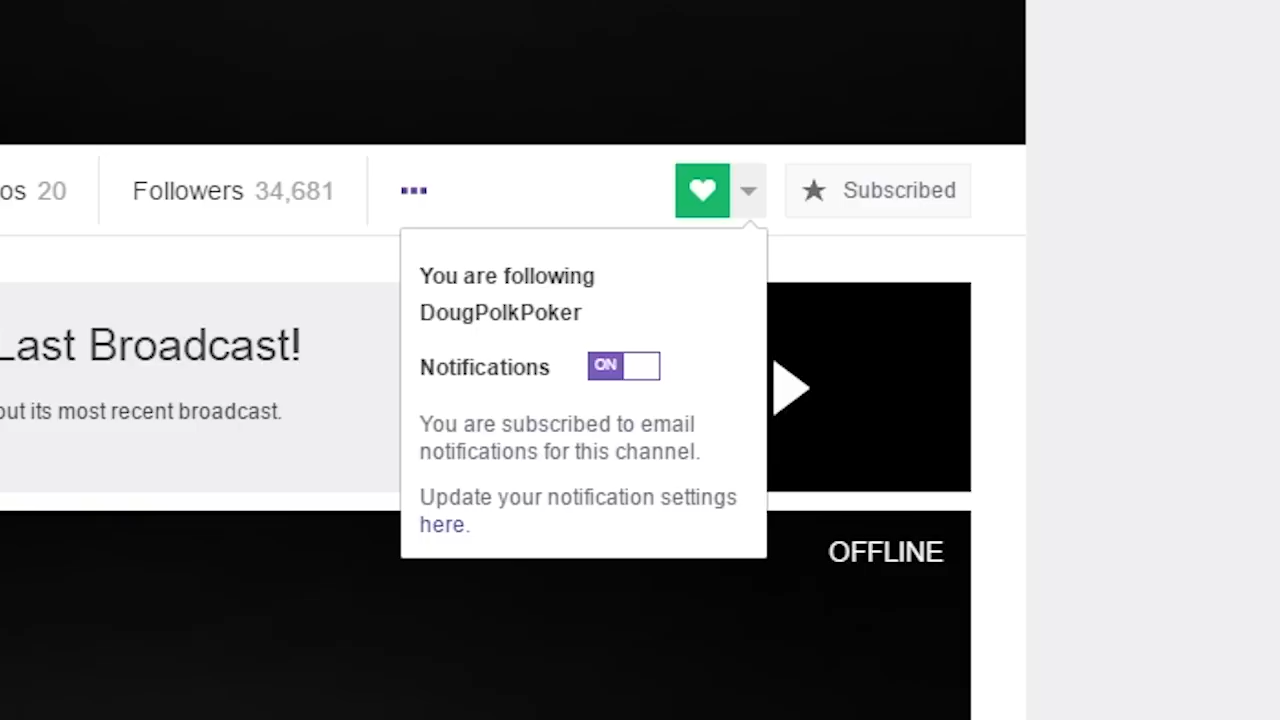 os 20 Followers 34,681 Subscribed
You are following
DougPolkPoker
Last Broadcast!
Notifications ON
out its most recent broadcast.
You are subscribed to email
notifications for this channel.
Update your notification settings
here.
OFFLINE